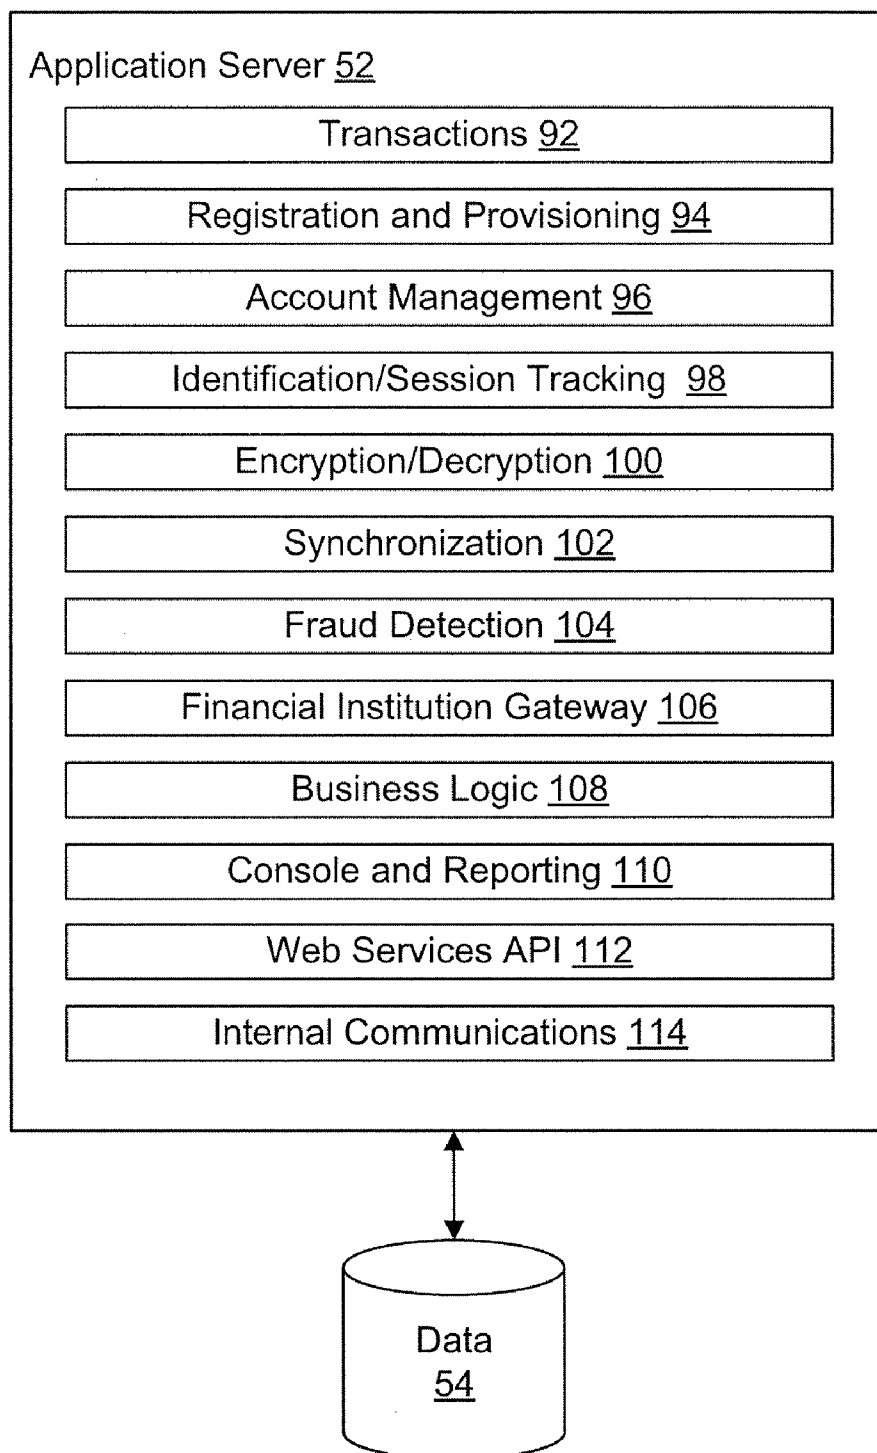 Application Server 52
Transactions 92
Registration and Provisioning 94
Account Management 96
Identification/Session Tracking 98
Encryption/Decryption 100
Synchronization 102
Fraud Detection 104
Financial Institution Gateway 106
Business Logic 108
Console and Reporting 110
Web Services API 112
Internal Communications 114
Data
54